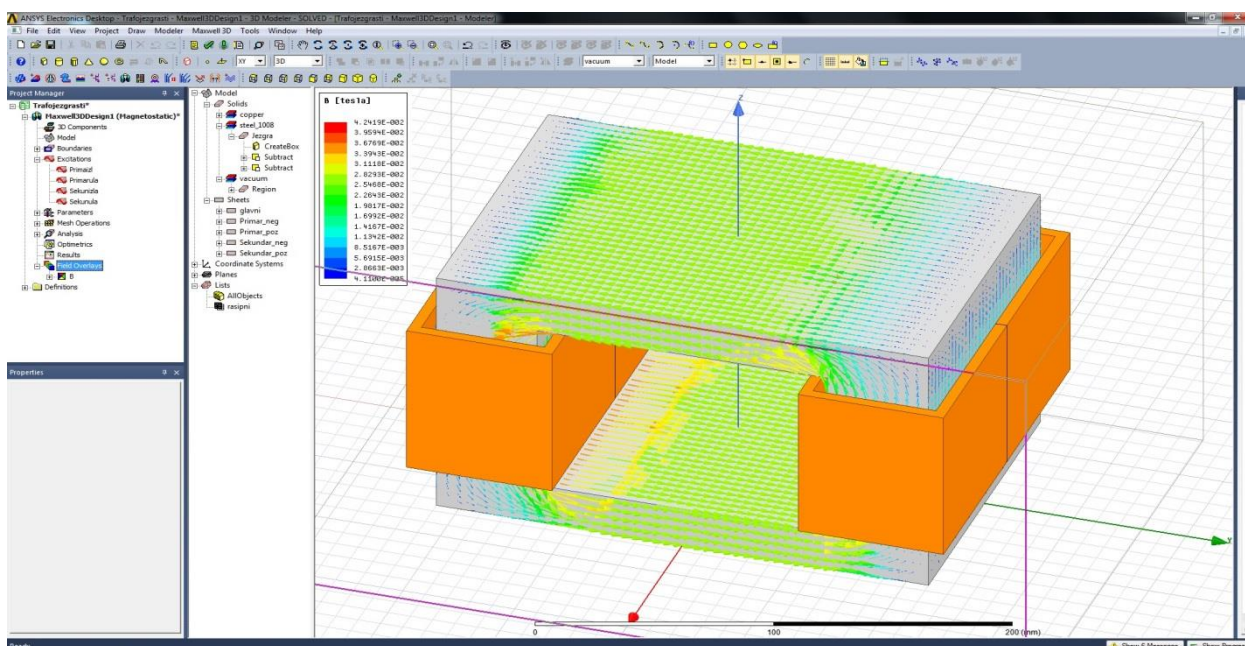 ANSYS Electronics Desktop - Trafojezgrasti - Maxwell3DDesign1 - 3D Modeler - SOLVED - [Trafojezgrasti - Maxwell3DDesign1 - Modeler]
File Edit View Project Draw Modeler Maxwell 3D Tools Window Help
XY 3D vacuum Model
Project Manager
Trafojezgrasti*
Maxwell3DDesign1 (Magnetostatic)*
3D Components
Model
Boundaries
Excitations
Primaizl
Primarula
Sekunizla
Sekunula
Parameters
Mesh Operations
Analysis
Optimetrics
Results
Field Overlays
B
Definitions
Properties
Model
Solids
copper
steel_1008
Jezgra
CreateBox
Subtract
Subtract
vacuum
Region
Sheets
glavni
Primar_neg
Primar_poz
Sekundar_neg
Sekundar_poz
Coordinate Systems
Planes
Lists
AllObjects
rasipni
B [tesla]
4.2419E-002
3.9594E-002
3.6769E-002
3.3943E-002
3.1118E-002
2.8293E-002
2.5468E-002
2.2643E-002
1.9817E-002
1.6992E-002
1.4167E-002
1.1342E-002
8.5167E-003
5.6915E-003
2.8663E-003
4.1100E-005
z
y
0 100 200 (mm)